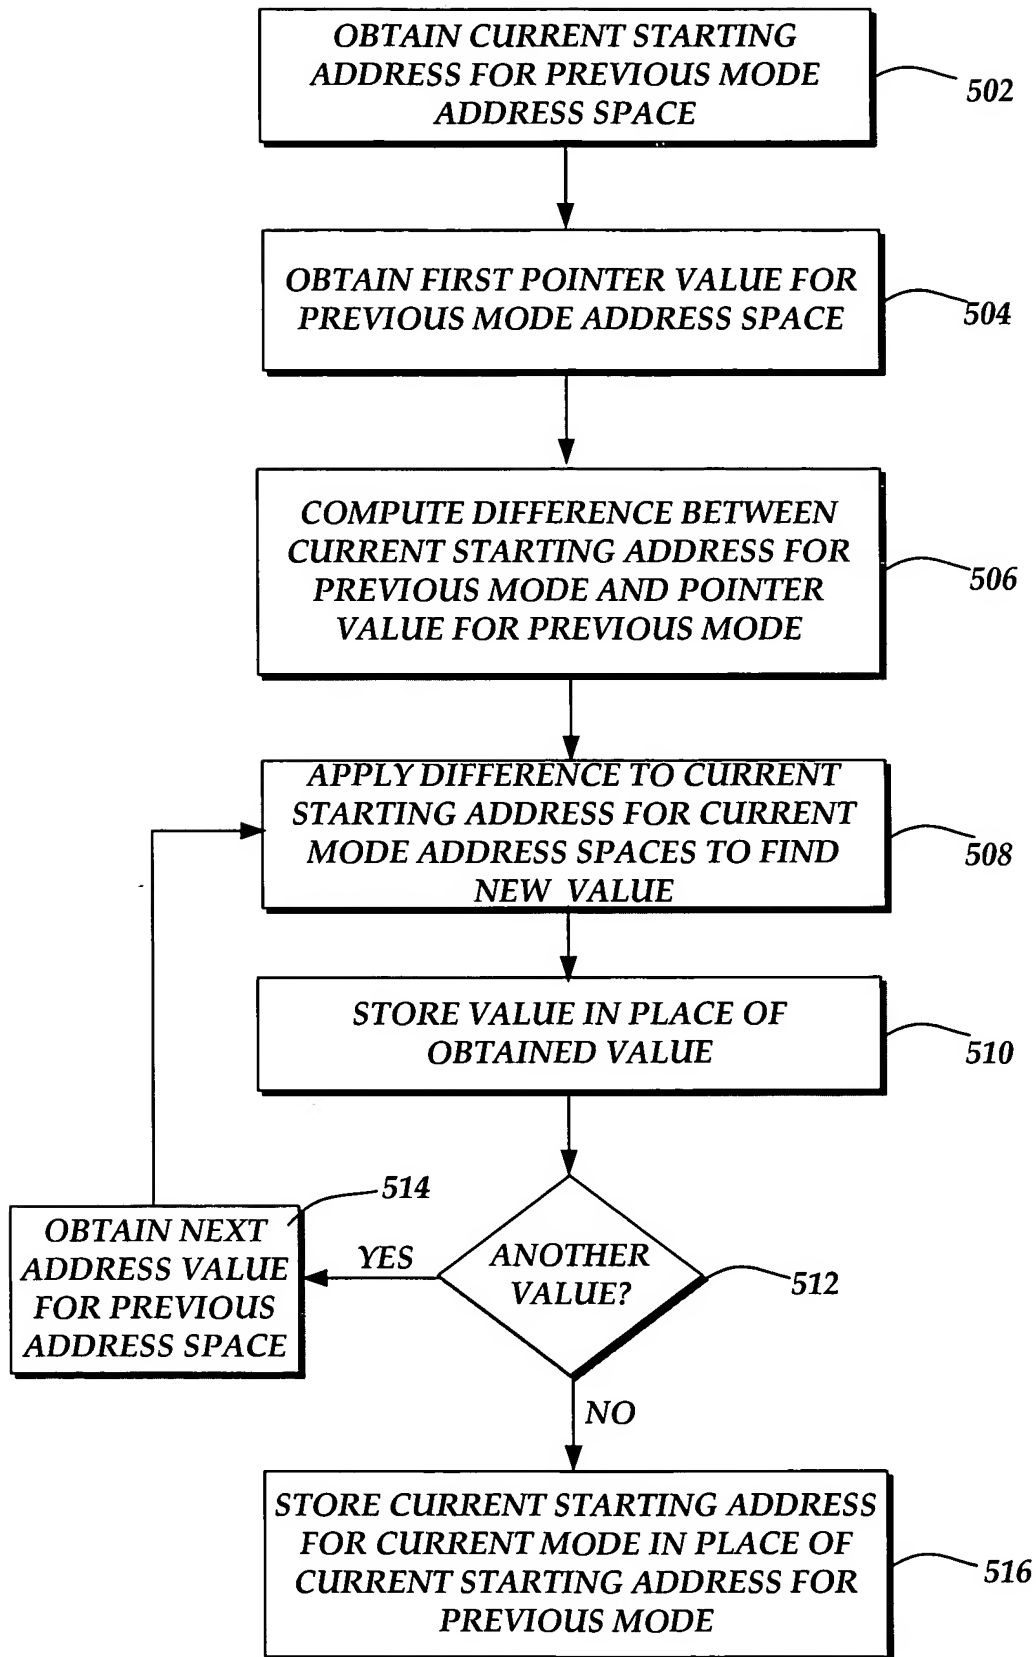 OBTAIN CURRENT STARTING
ADDRESS FOR PREVIOUS MODE
ADDRESS SPACE
502
OBTAIN FIRST POINTER VALUE FOR
PREVIOUS MODE ADDRESS SPACE
504
COMPUTE DIFFERENCE BETWEEN
CURRENT STARTING ADDRESS FOR
PREVIOUS MODE AND POINTER
VALUE FOR PREVIOUS MODE
506
APPLY DIFFERENCE TO CURRENT
STARTING ADDRESS FOR CURRENT
MODE ADDRESS SPACES TO FIND
NEW VALUE
508
STORE VALUE IN PLACE OF
OBTAINED VALUE
510
ANOTHER
VALUE?
512
YES
514
OBTAIN NEXT
ADDRESS VALUE
FOR PREVIOUS
ADDRESS SPACE
NO
STORE CURRENT STARTING ADDRESS
FOR CURRENT MODE IN PLACE OF
CURRENT STARTING ADDRESS FOR
PREVIOUS MODE
516